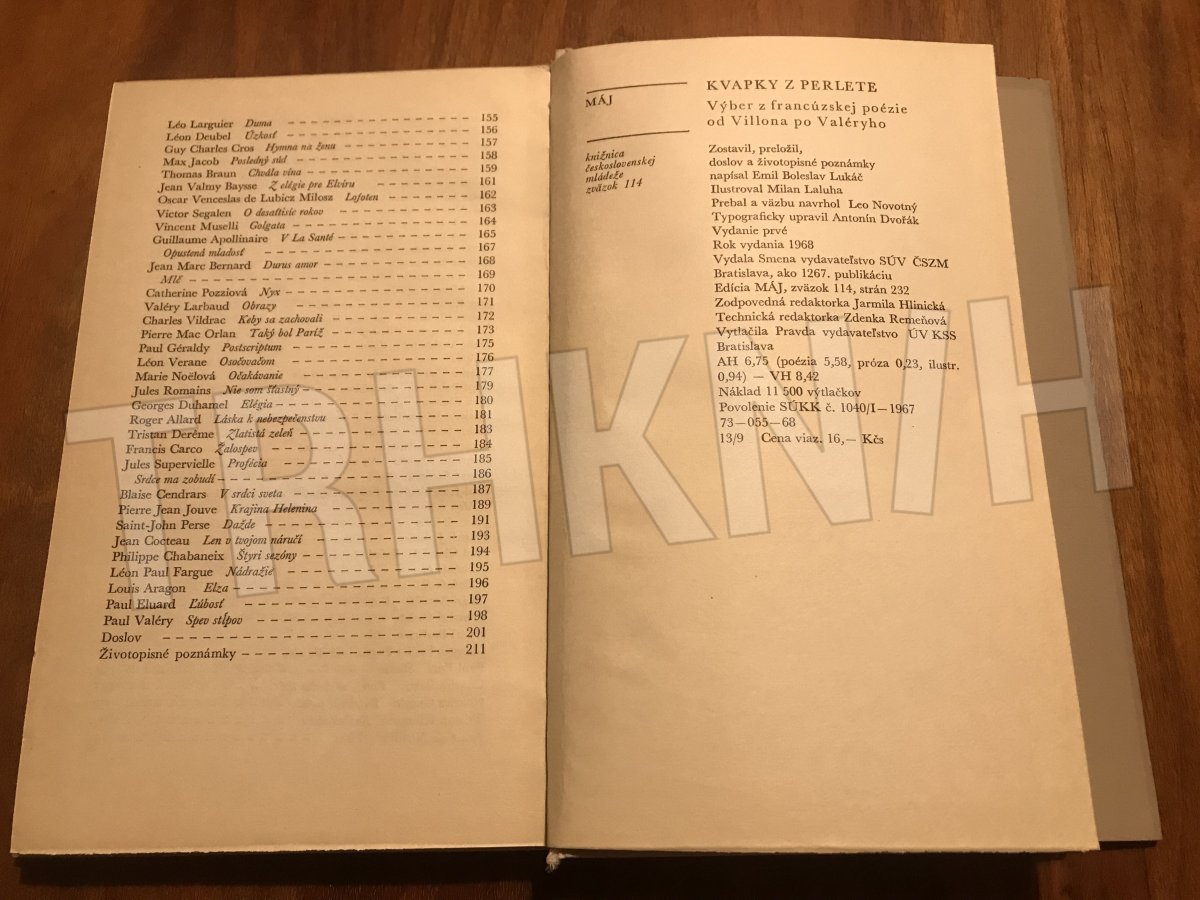 Léo Larguier Duma 155
Léon Deubel Úzkosť 156
Guy Charles Cros Hymna na ženu 157
Max Jacob Posledný súd 158
Thomas Braun Chvála vína 159
Jean Valmy Baysse Z elégie pre Elvíru 161
Oscar Venceslas de Lubicz Milosz Lofoten 162
Victor Segalen O desaťtisíc rokov 163
Vincent Muselli Golgata 164
Guillaume Apollinaire V La Santé 165
Opustená mladosť 167
Jean Marc Bernard Durus amor 168
Mlč 169
Catherine Pozziová Nyx 170
Valéry Larbaud Obrazy 171
Charles Vildrac Keby sa zachovali 172
Pierre Mac Orlan Taký bol Paríž 173
Paul Géraldy Postscriptum 175
Léon Verane Osočovačom 176
Marie Noëlová Očakávanie 177
Jules Romains Nie som šťastný 179
Georges Duhamel Elégia 180
Roger Allard Láska k nebezpečenstvu 181
Tristan Derême Zlatistá zeleň 183
Francis Carco Žalospev 184
Jules Supervielle Profécia 185
Srdce ma zobudí 186
Blaise Cendrars V srdci sveta 187
Pierre Jean Jouve Krajina Helenina 189
Saint-John Perse Dažde 191
Jean Cocteau Len v tvojom náručí 193
Philippe Chabaneix Štyri sezóny 194
Léon Paul Fargue Nádražie 195
Louis Aragon Elza 196
Paul Eluard Ľúbosť 197
Paul Valéry Spev stĺpov 198
Doslov 201
Životopisné poznámky 211
MÁJ
knižnica
československej
mládeže
zväzok 114
KVAPKY Z PERLETE
Výber z francúzskej poézie
od Villona po Valéryho
Zostavil, preložil,
doslov a životopisné poznámky
napísal Emil Boleslav Lukáč
Ilustroval Milan Laluha
Prebal a väzbu navrhol Leo Novotný
Typograficky upravil Antonín Dvořák
Vydanie prvé
Rok vydania 1968
Vydala Smena vydavateľstvo SÚV ČSZM
Bratislava, ako 1267. publikáciu
Edícia MÁJ, zväzok 114, strán 232
Zodpovedná redaktorka Jarmila Hlinická
Technická redaktorka Zdenka Remeňová
Vytlačila Pravda vydavateľstvo ÚV KSS
Bratislava
AH 6,75 (poézia 5,58, próza 0,23, ilustr.
0,94) — VH 8,42
Náklad 11 500 výtlačkov
Povolenie SÚKK č. 1040/I—1967
73—055—68
13/9 Cena viaz. 16,— Kčs
TRHKNIH